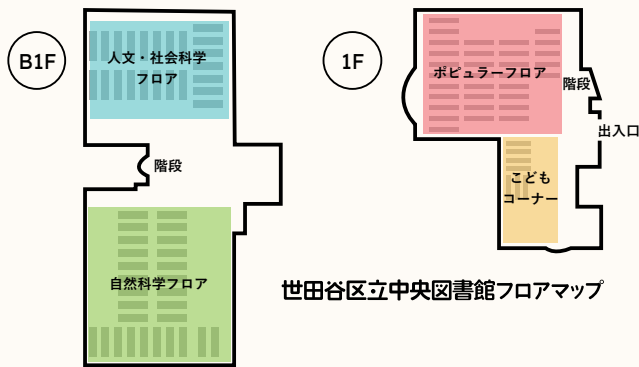 B1F
人文・社会科学
フロア
階段
自然科学フロア
1F
ポピュラーフロア
階段
出入口
こども
コーナー
世田谷区立中央図書館フロアマップ